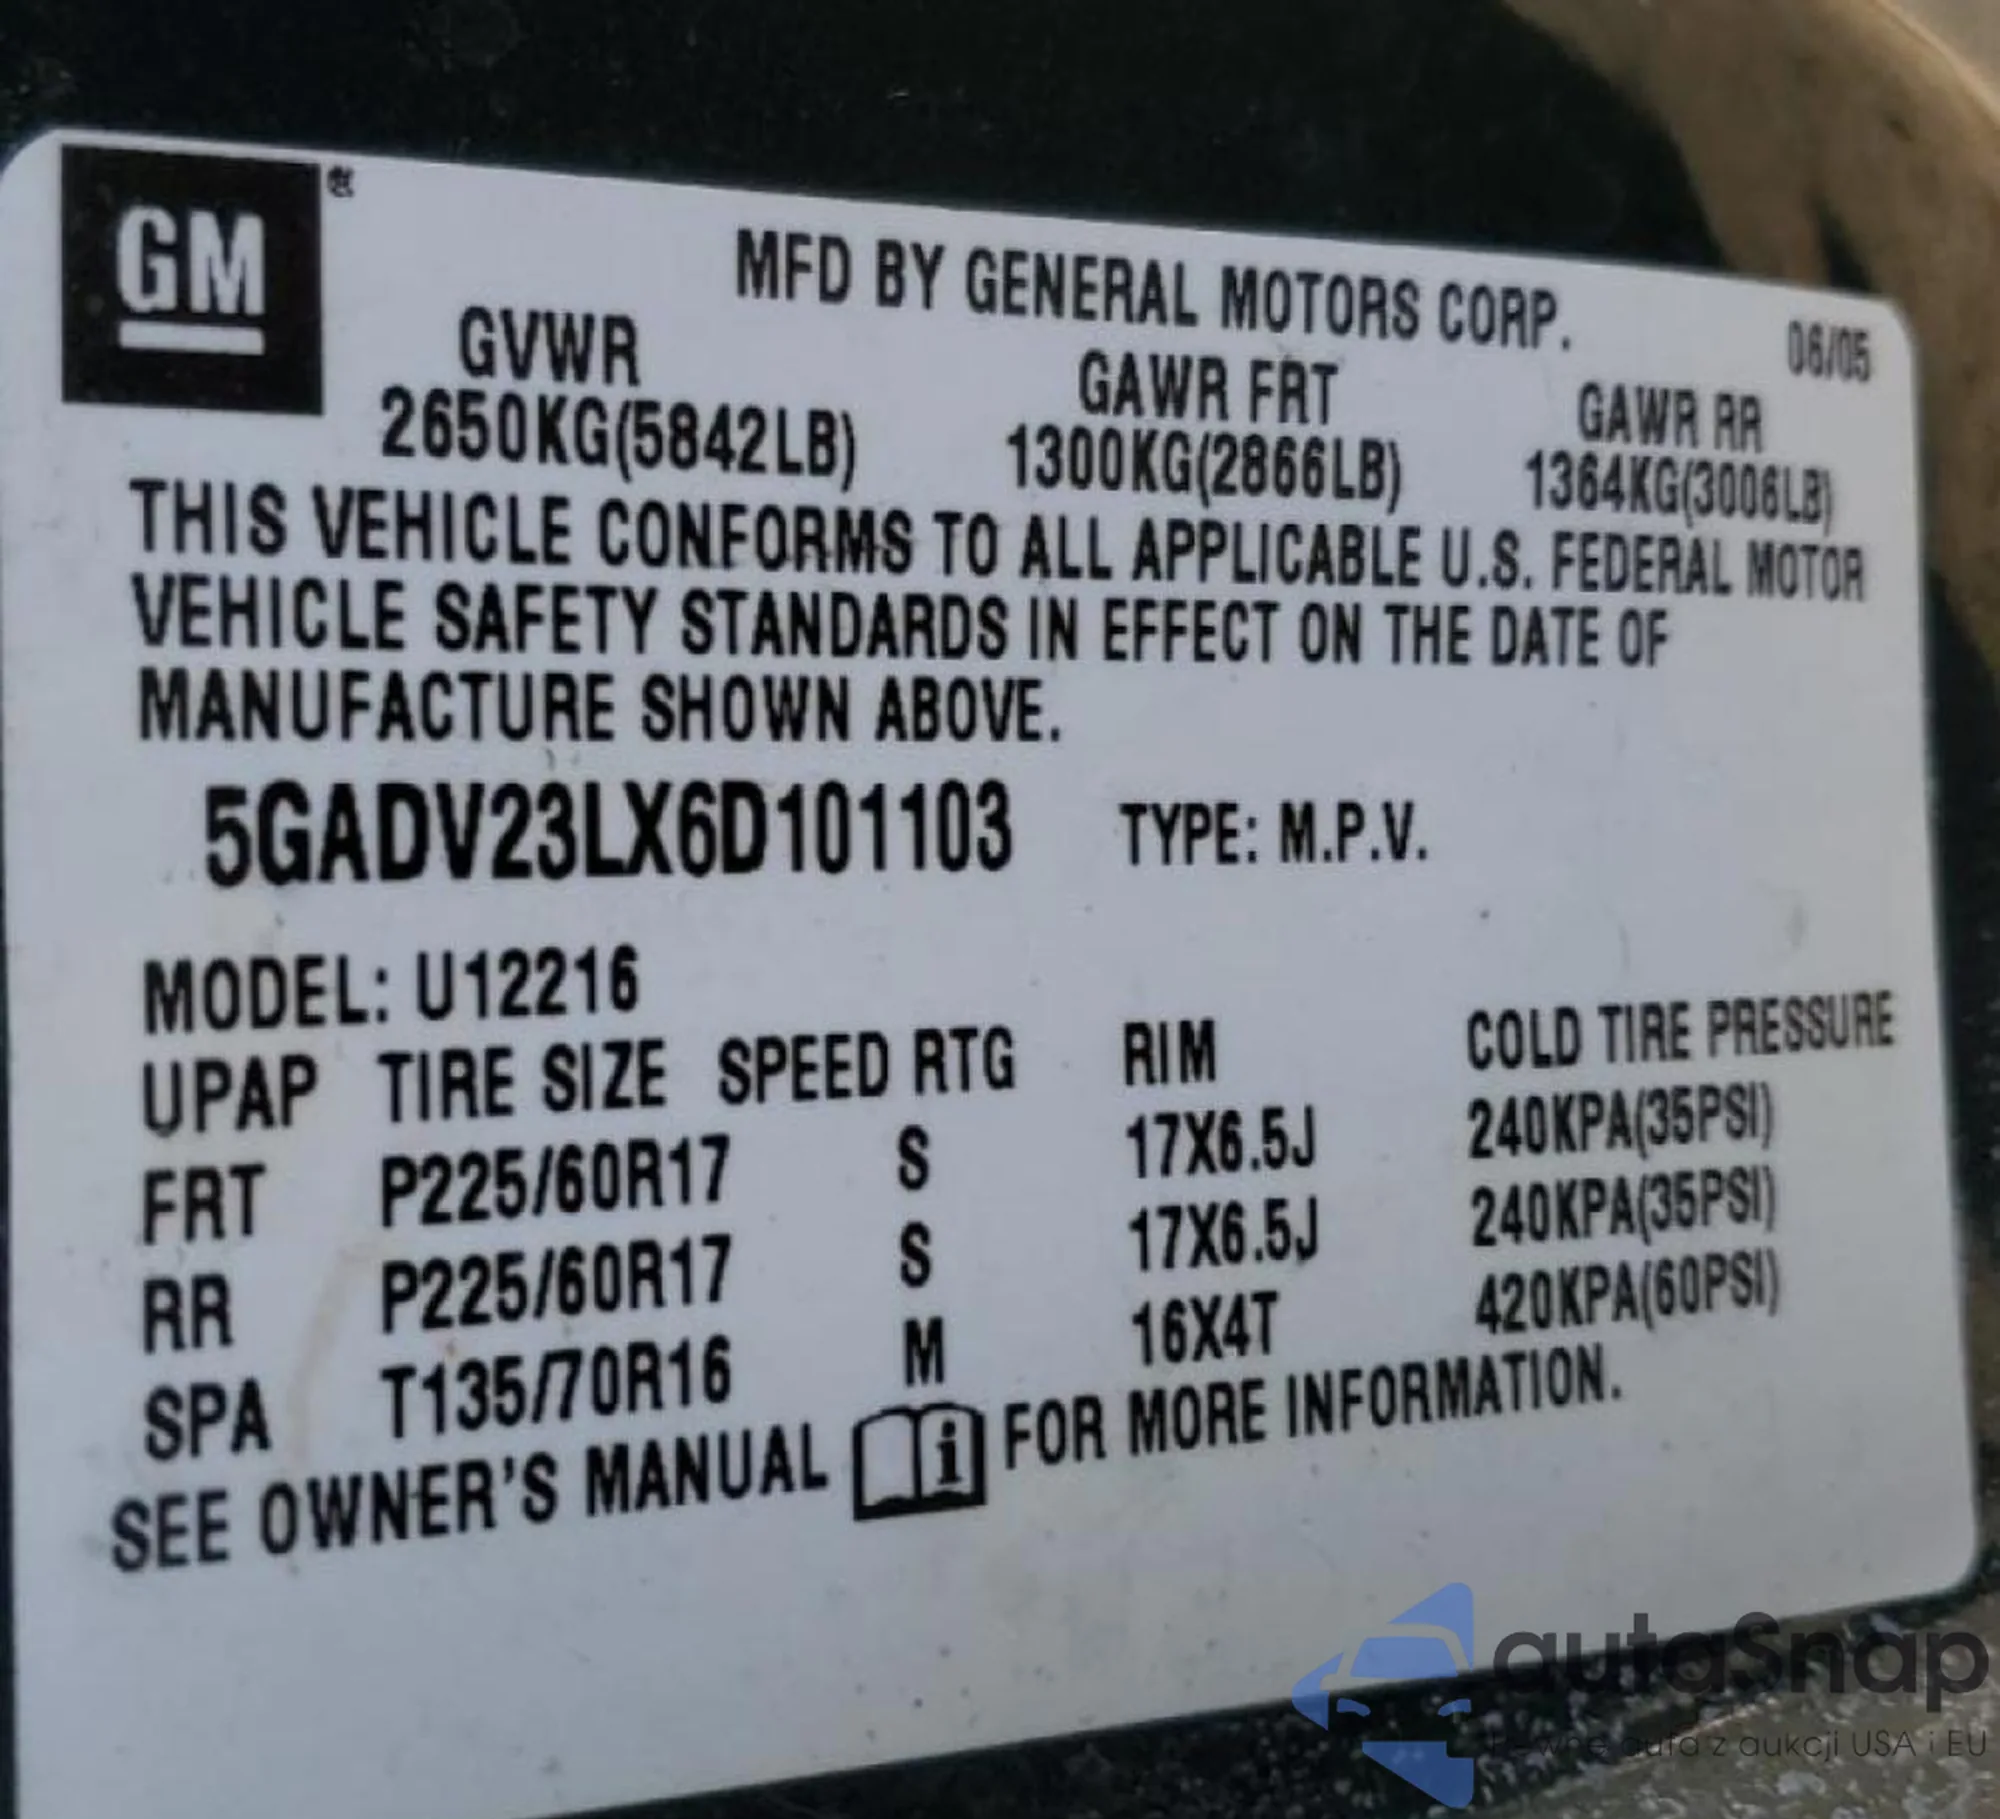 GM
MFD BY GENERAL MOTORS CORP. 06/05
GVWR GAWR FRT GAWR RR
2650KG(5842LB) 1300KG(2866LB) 1364KG(3006LB)
THIS VEHICLE CONFORMS TO ALL APPLICABLE U.S. FEDERAL MOTOR
VEHICLE SAFETY STANDARDS IN EFFECT ON THE DATE OF
MANUFACTURE SHOWN ABOVE.
5GADV23LX6D101103 TYPE: M.P.V.
MODEL: U12216
UPAP TIRE SIZE SPEED RTG RIM COLD TIRE PRESSURE
FRT P225/60R17 S 17X6.5J 240KPA(35PSI)
RR P225/60R17 S 17X6.5J 240KPA(35PSI)
SPA T135/70R16 M 16X4T 420KPA(60PSI)
SEE OWNER'S MANUAL i FOR MORE INFORMATION.
autaSnap
auta z aukcji USA i EU